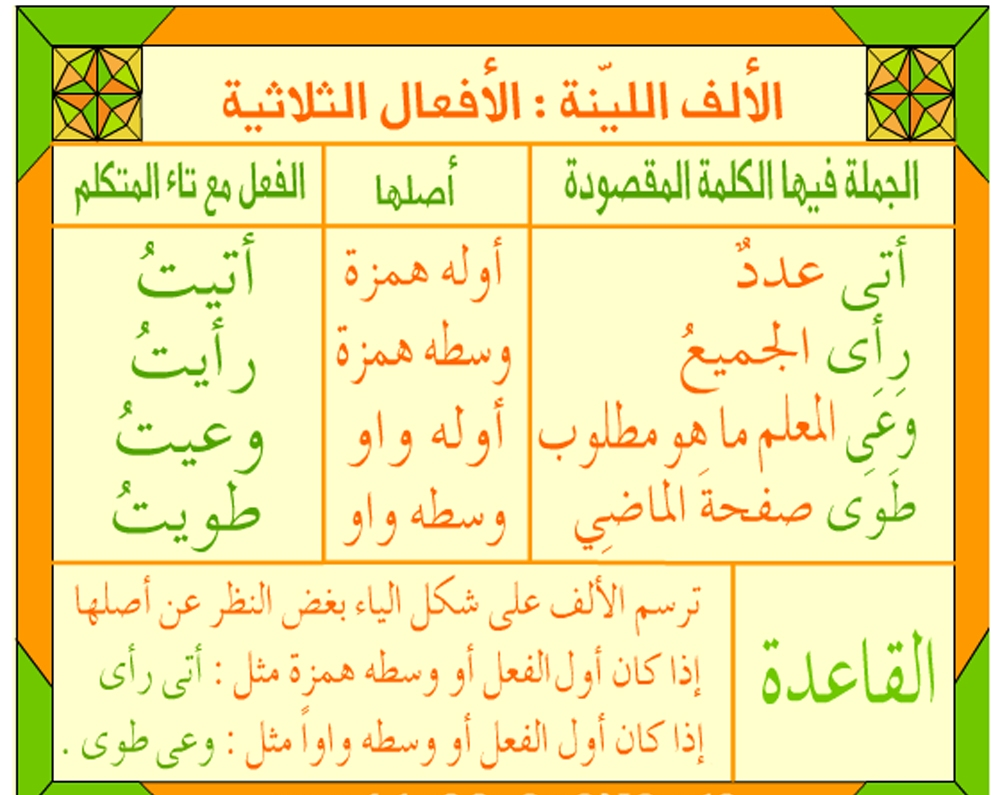 الألف الليّنة : الأفعال الثلاثية
الجملة فيها الكلمة المقصودة
أصلها
الفعل مع تاء المتكلم
أتى عددٌ
أوله همزة
أتيتُ
رأى الجميعُ
وسطه همزة
رأيتُ
وَعَى المعلم ما هو مطلوب
أوله واو
وعيتُ
طَوَى صفحةَ الماضِي
وسطه واو
طويتُ
القاعدة
ترسم الألف على شكل الياء بغض النظر عن أصلها
إذا كان أول الفعل أو وسطه همزة مثل : أتى رأى
إذا كان أول الفعل أو وسطه واواً مثل : وعى طوى .